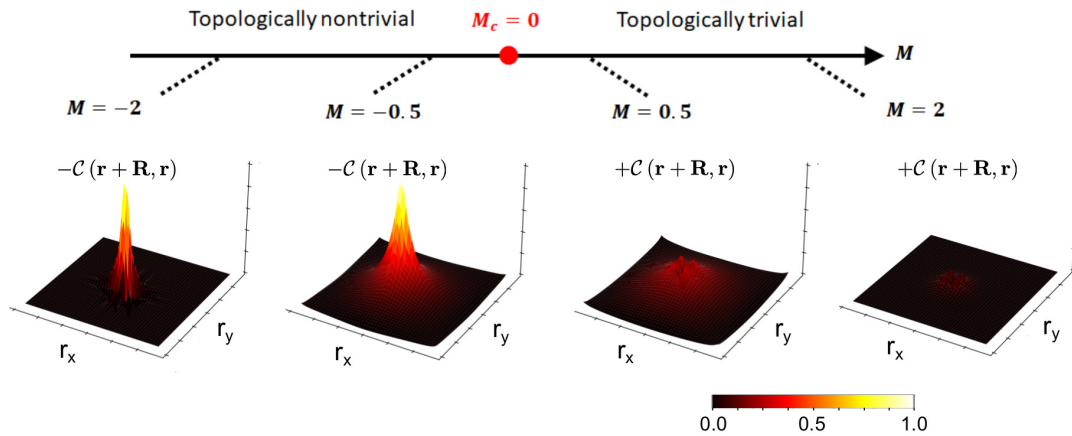 Topologically nontrivial
M_c = 0
Topologically trivial
M
M = −2
M = −0.5
M = 0.5
M = 2
−𝒞 (r + R, r)
−𝒞 (r + R, r)
+𝒞 (r + R, r)
+𝒞 (r + R, r)
r_x
r_y
r_x
r_y
r_x
r_y
r_x
r_y
0.0 0.5 1.0